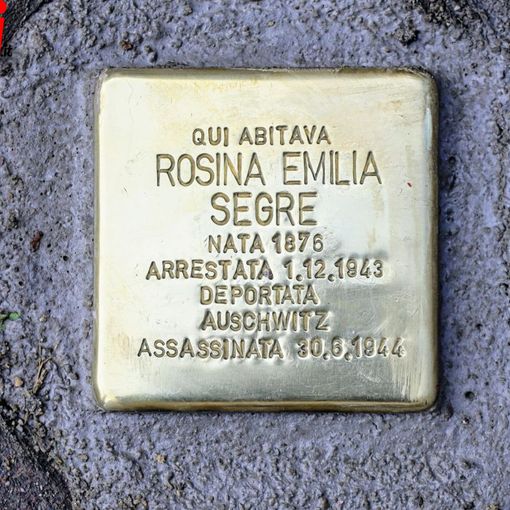 QUI ABITAVA
ROSINA EMILIA
SEGRE
NATA 1876
ARRESTATA 1.12.1943
DEPORTATA
AUSCHWITZ
ASSASSINATA 30.6.1944